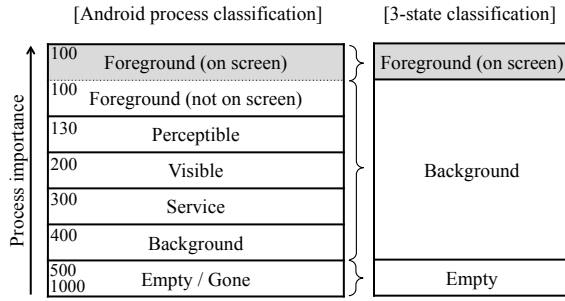 [Android process classification] [3-state classification]
Process importance
100 Foreground (on screen) Foreground (on screen)
100 Foreground (not on screen)
130 Perceptible
200 Visible Background
300 Service
400 Background
500
1000 Empty / Gone Empty